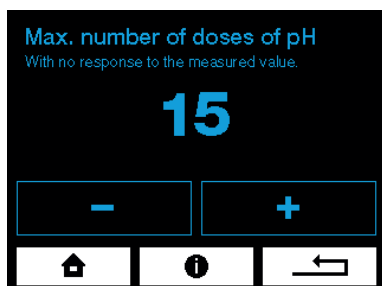 Max. number of doses of pH
With no response to the measured value.
15
- +